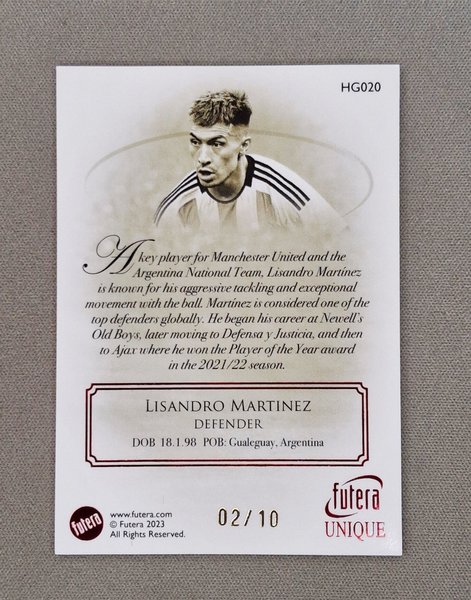 HG020
A key player for Manchester United and the
Argentina National Team, Lisandro Martínez
is known for his aggressive tackling and exceptional
movement with the ball. Martínez is considered one of the
top defenders globally. He began his career at Newell's
Old Boys, later moving to Defensa y Justicia, and then
to Ajax where he won the Player of the Year award
in the 2021/22 season.
LISANDRO MARTINEZ
DEFENDER
DOB 18.1.98 POB: Gualeguay, Argentina
futera
www.futera.com
© Futera 2023
All Rights Reserved.
02/10
futera
UNIQUE